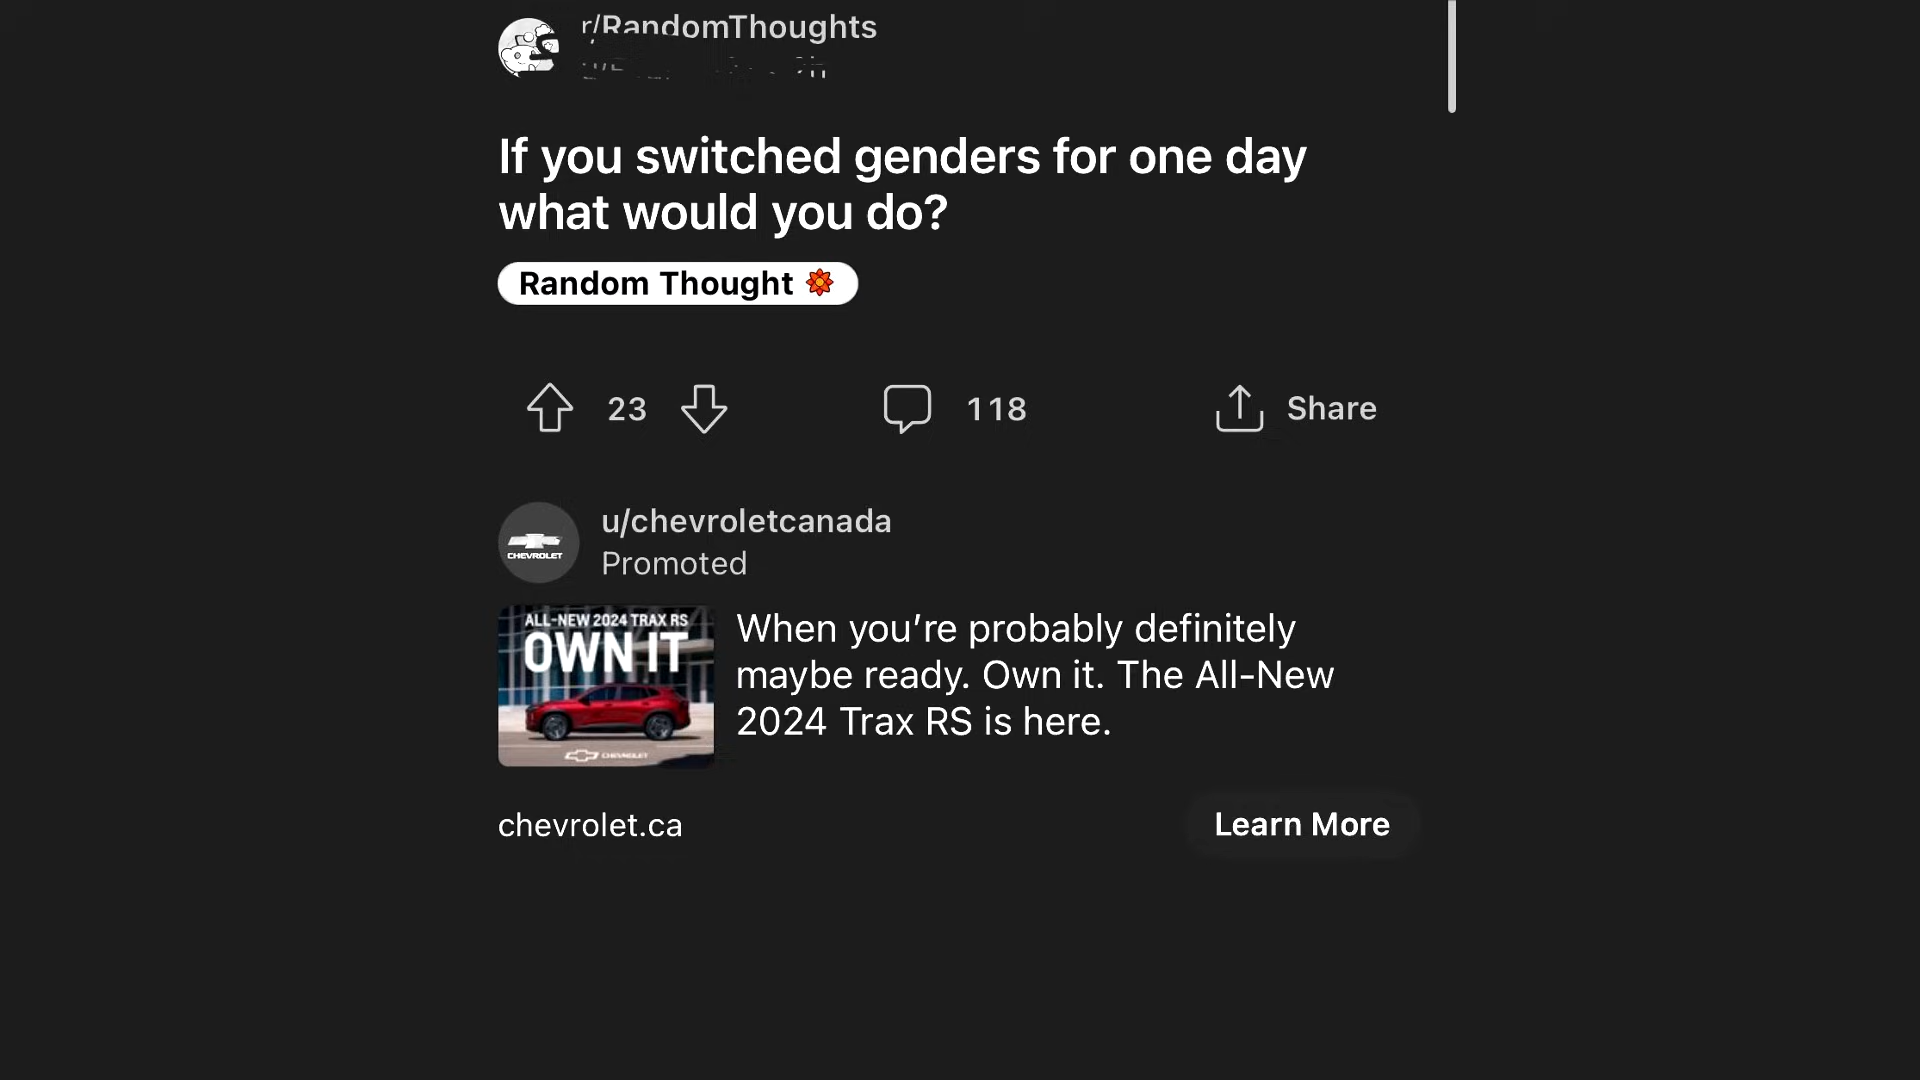 r/RandomThoughts
If you switched genders for one day
what would you do?
Random Thought
23
118
Share
u/chevroletcanada
Promoted
CHEVROLET
ALL-NEW 2024 TRAX RS
OWN IT
CHEVROLET
When you’re probably definitely
maybe ready. Own it. The All-New
2024 Trax RS is here.
chevrolet.ca
Learn More